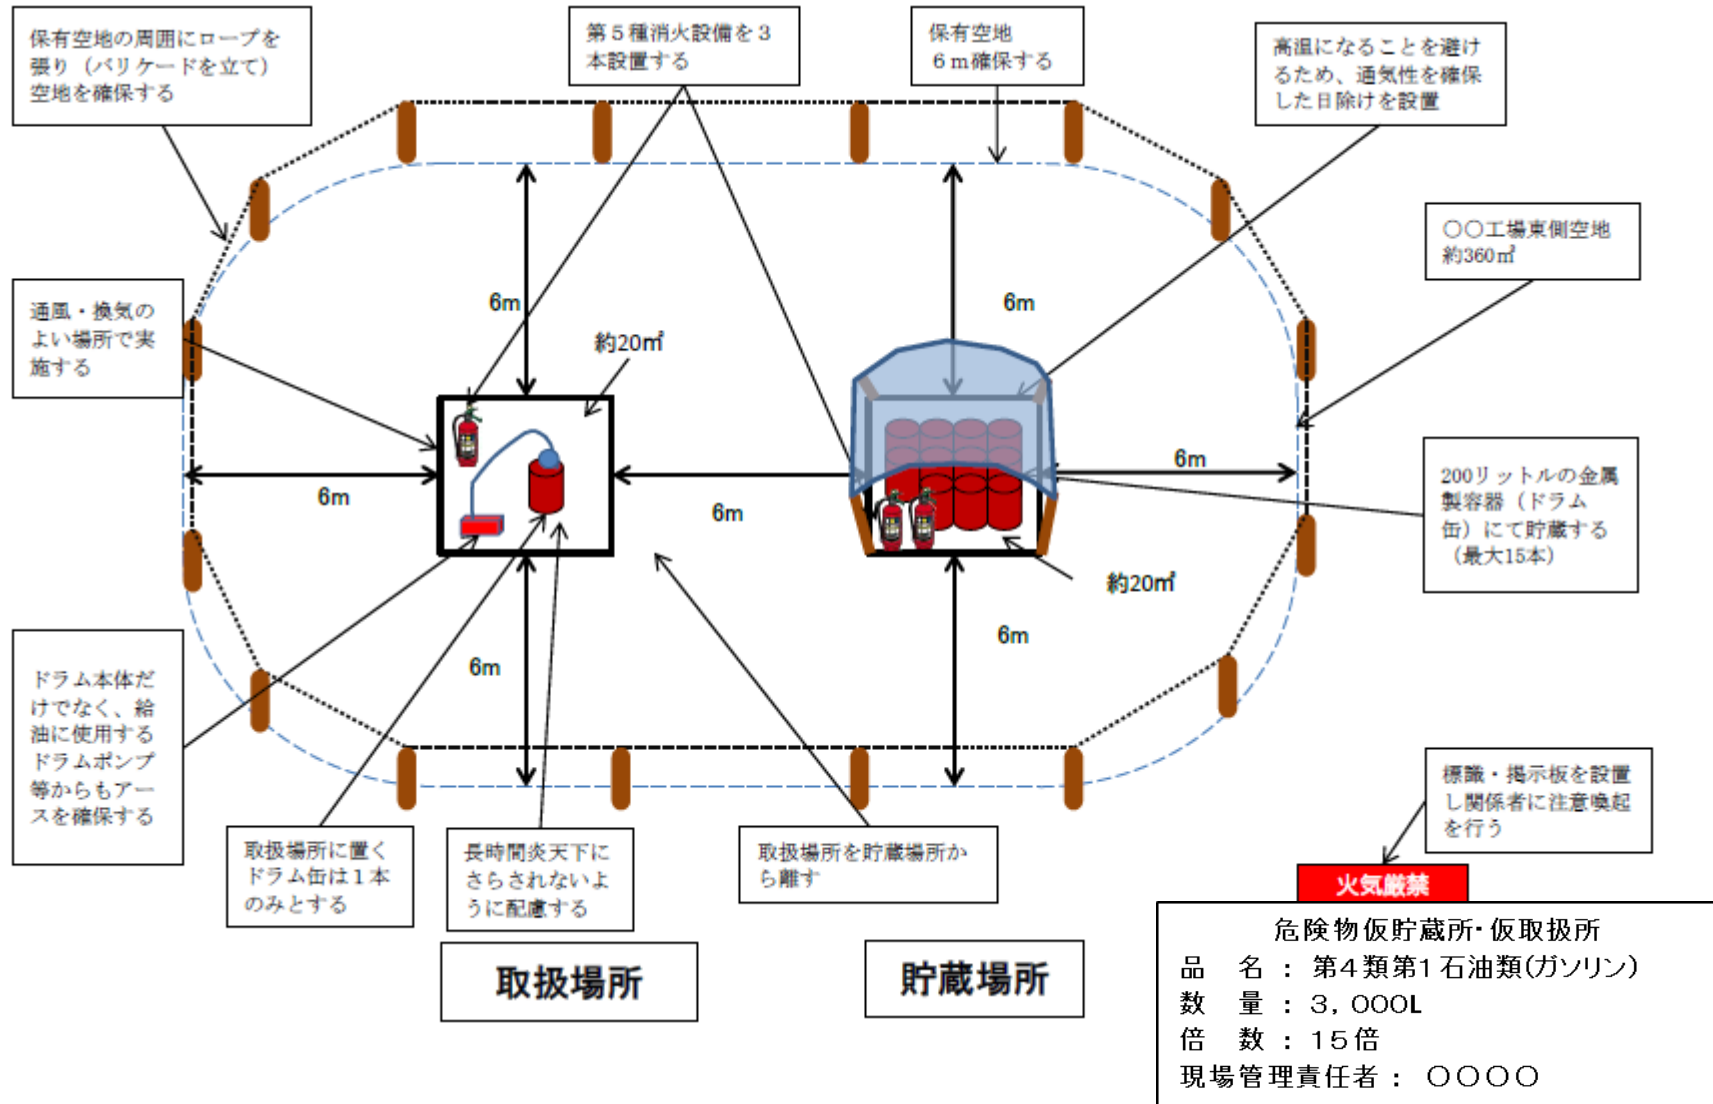 保有空地の周囲にロープを
張り（バリケードを立て）
空地を確保する
第５種消火設備を３
本設置する
保有空地
６ｍ確保する
高温になることを避け
るため、通気性を確保
した日除けを設置
〇〇工場東側空地
約360㎡
通風・換気の
よい場所で実
施する
6m
約20㎡
6m
6m
6m
6m
200リットルの金属
製容器（ドラム
缶）にて貯蔵する
（最大15本）
約20㎡
6m
6m
ドラム本体だ
けでなく、給
油に使用する
ドラムポンプ
等からもアー
スを確保する
取扱場所に置く
ドラム缶は１本
のみとする
長時間炎天下に
さらされないよ
うに配慮する
取扱場所を貯蔵場所か
ら離す
標識・掲示板を設置
し関係者に注意喚起
を行う
取扱場所
貯蔵場所
火気厳禁
危険物仮貯蔵所・仮取扱所
品　名 ： 第４類第１石油類(ガソリン)
数　量 ： ３，０００Ｌ
倍　数 ： １５倍
現場管理責任者 ： 〇〇〇〇